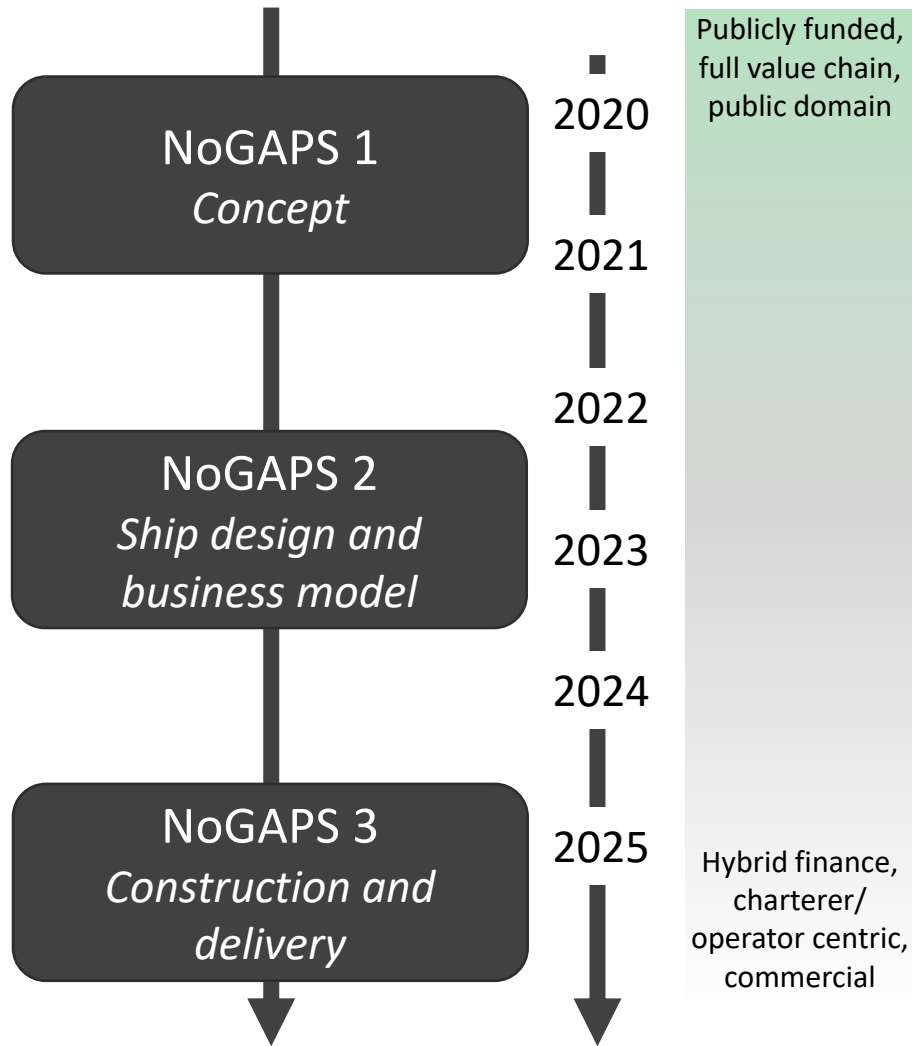 NoGAPS 1
Concept
NoGAPS 2
Ship design and
business model
NoGAPS 3
Construction and
delivery
2020
2021
2022
2023
2024
2025
Publicly funded,
full value chain,
public domain
Hybrid finance,
charterer/
operator centric,
commercial